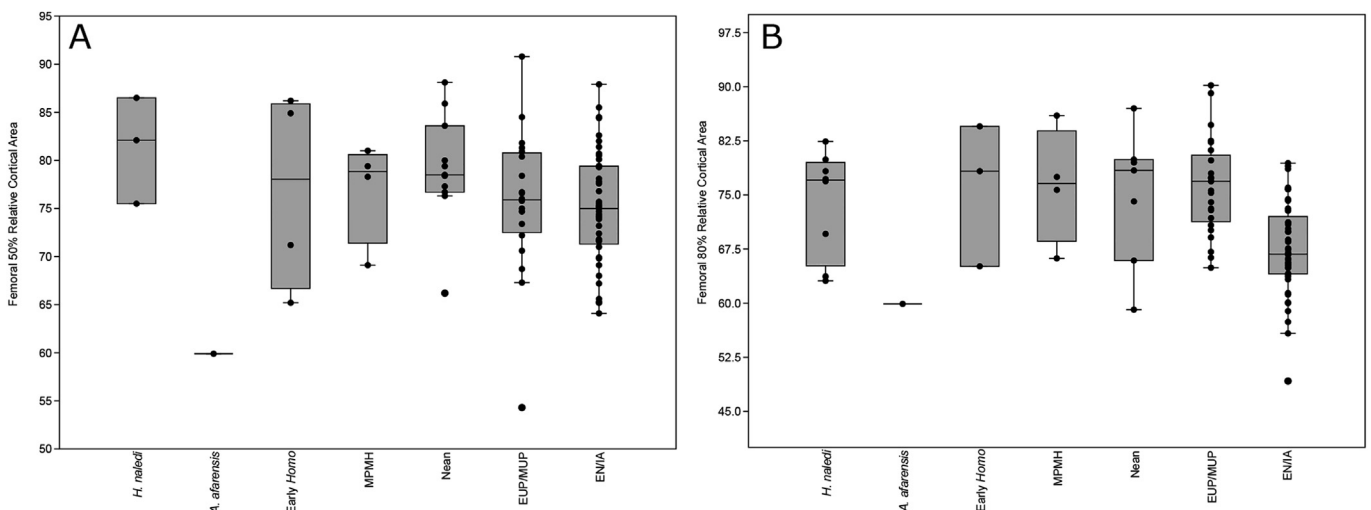 A
Femoral 50% Relative Cortical Area
95
90
85
80
75
70
65
60
55
50
H. naledi
A. afarensis
Early Homo
MPMH
Nean
EUP/MUP
EN/IA
B
Femoral 80% Relative Cortical Area
97.5
90.0
82.5
75.0
67.5
60.0
52.5
45.0
H. naledi
A. afarensis
Early Homo
MPMH
Nean
EUP/MUP
EN/IA